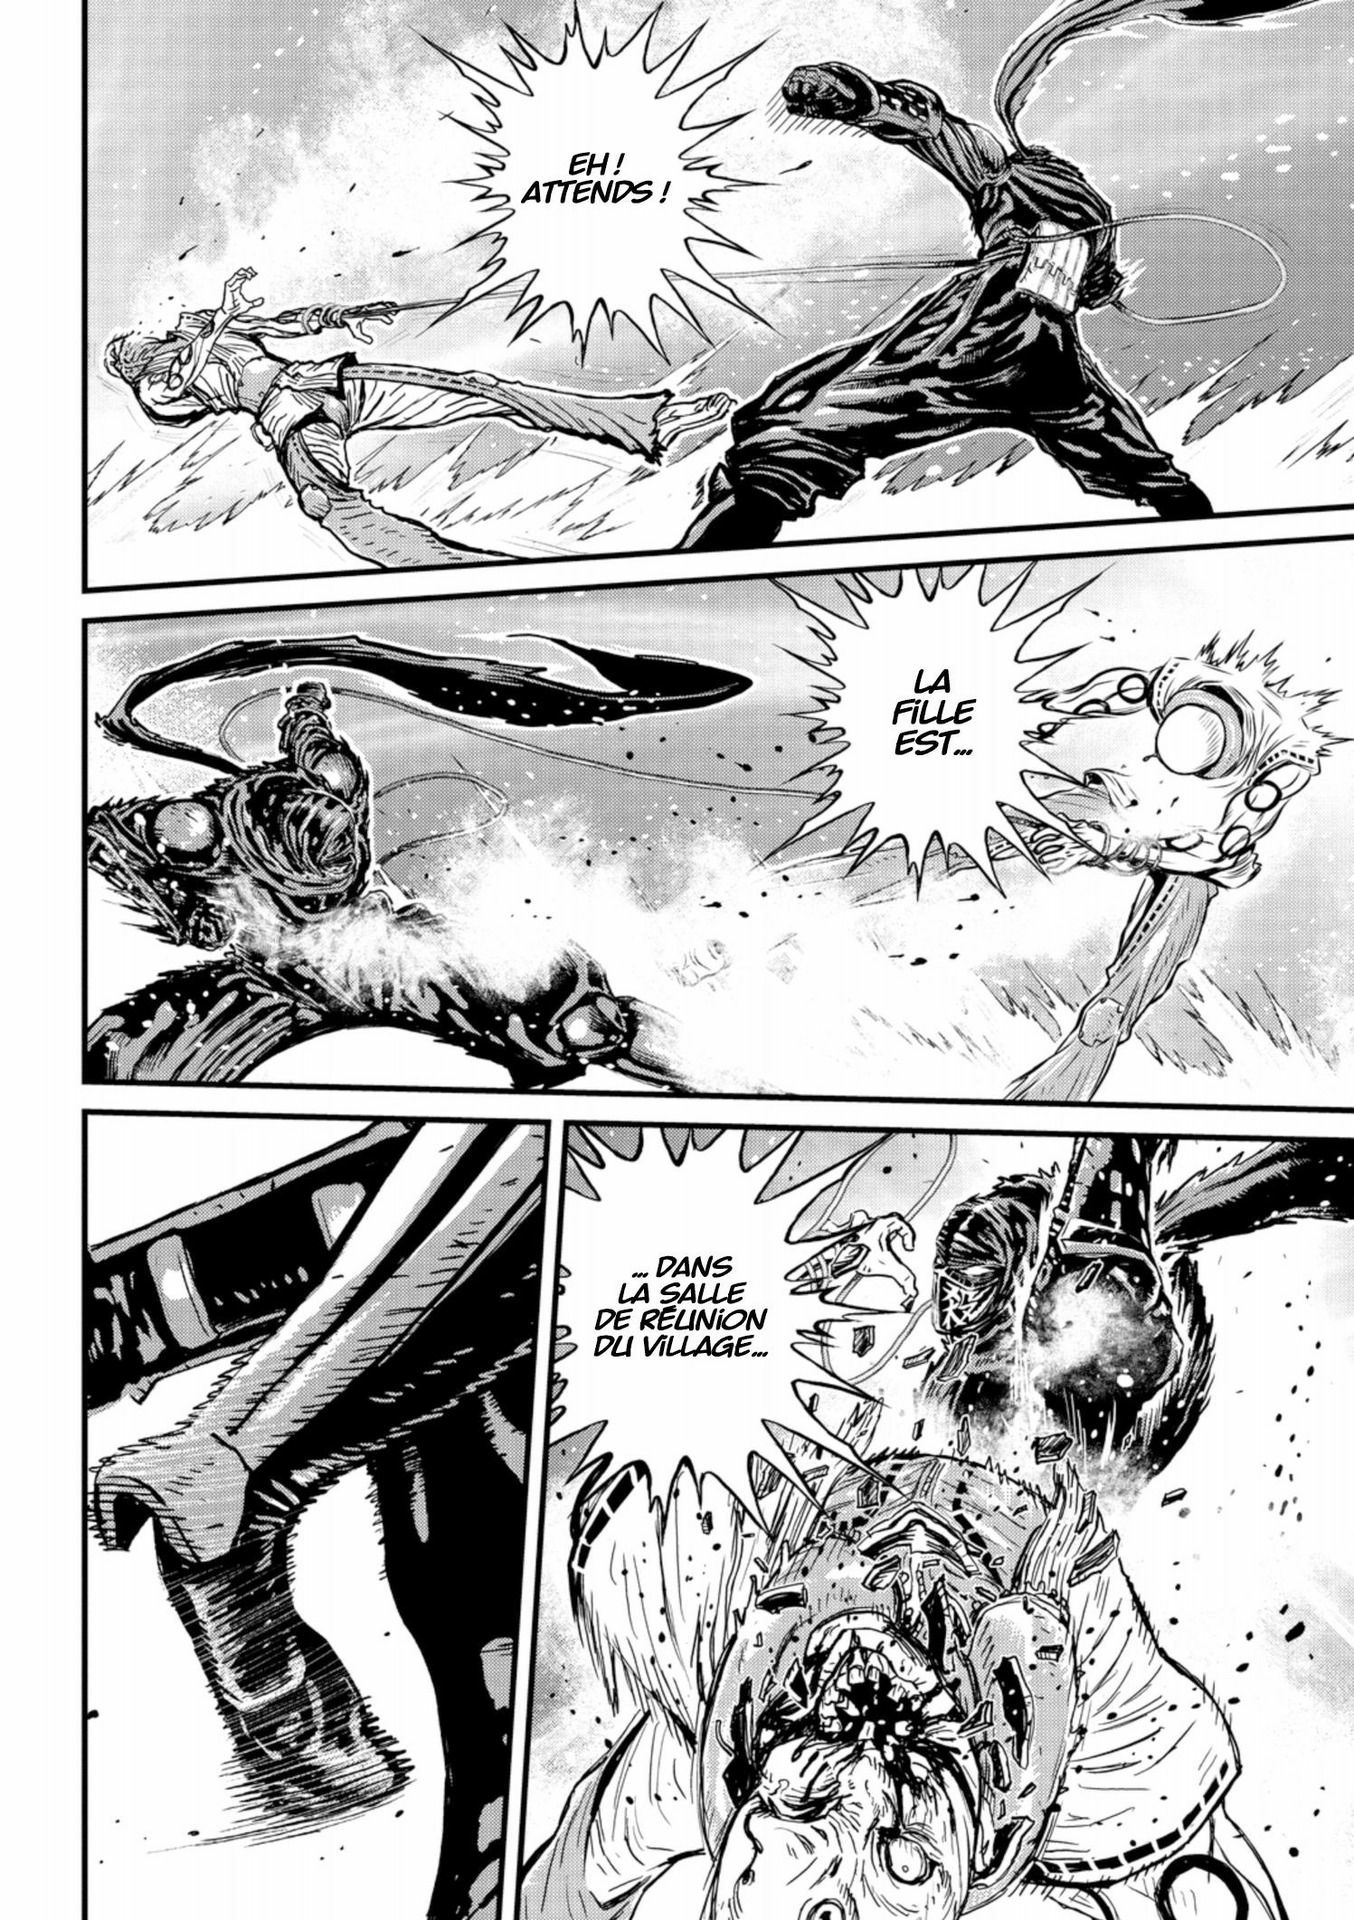 EH !
ATTENDS !
LA
FILLE
EST...
... DANS
LA SALLE
DE RÉUNION
DU VILLAGE...